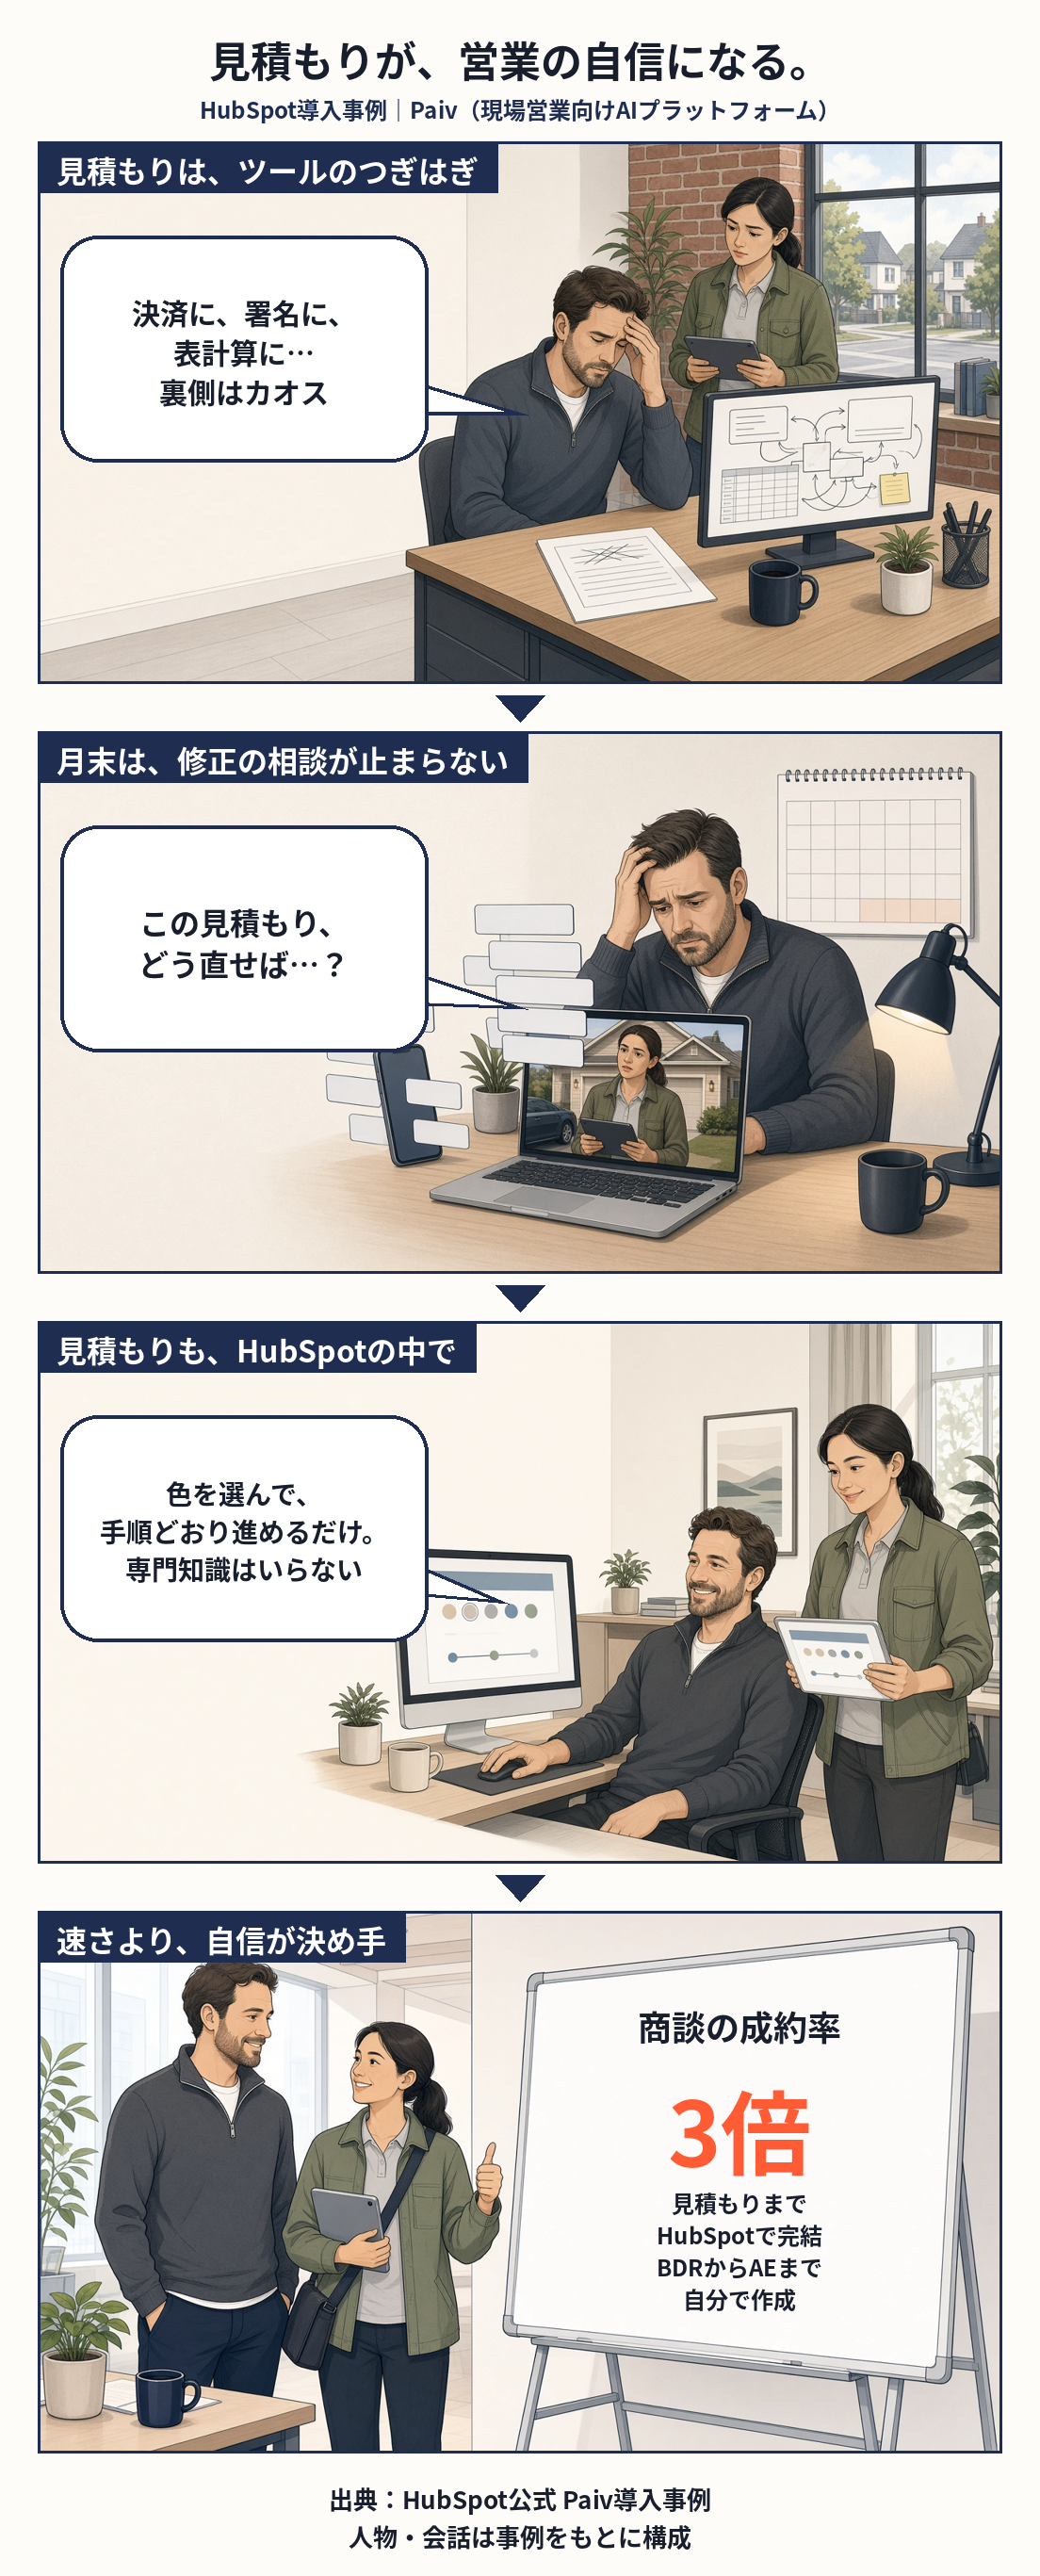 見積もりが、営業の自信になる。
HubSpot導入事例｜Paiv（現場営業向けAIプラットフォーム）
見積もりは、ツールのつぎはぎ
決済に、署名に、
表計算に…
裏側はカオス
月末は、修正の相談が止まらない
この見積もり、
どう直せば…？
見積もりも、HubSpotの中で
色を選んで、
手順どおり進めるだけ。
専門知識はいらない
速さより、自信が決め手
商談の成約率
3倍
見積もりまで
HubSpotで完結
BDRからAEまで
自分で作成
出典：HubSpot公式 Paiv導入事例
人物・会話は事例をもとに構成